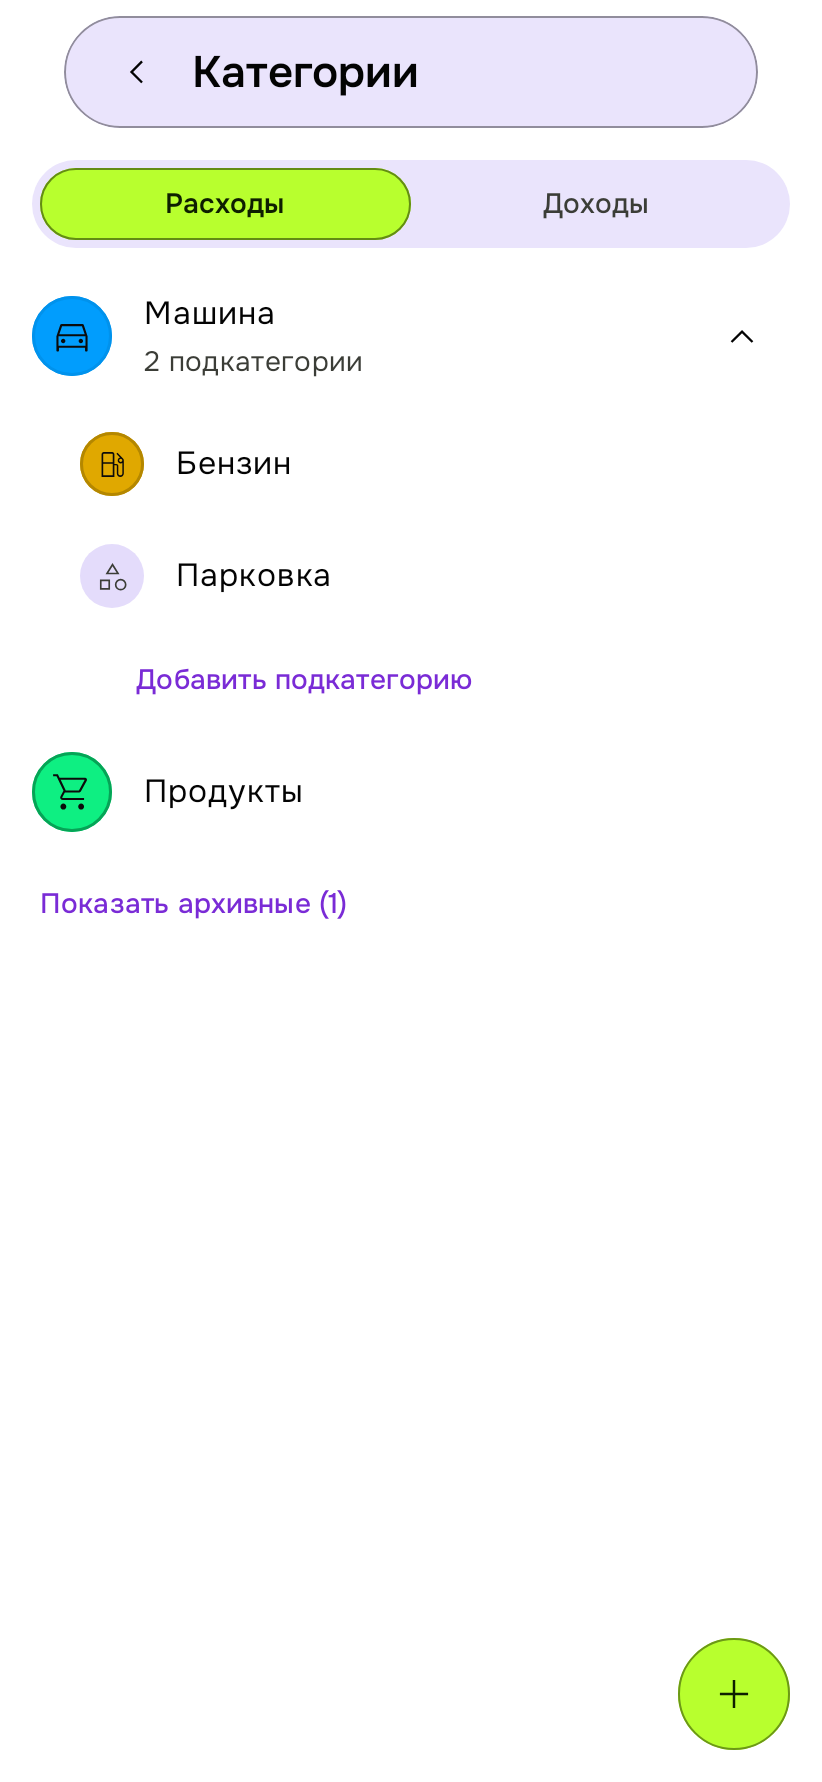 Категории
Расходы
Доходы
Машина
2 подкатегории
Бензин
Парковка
Добавить подкатегорию
Продукты
Показать архивные (1)